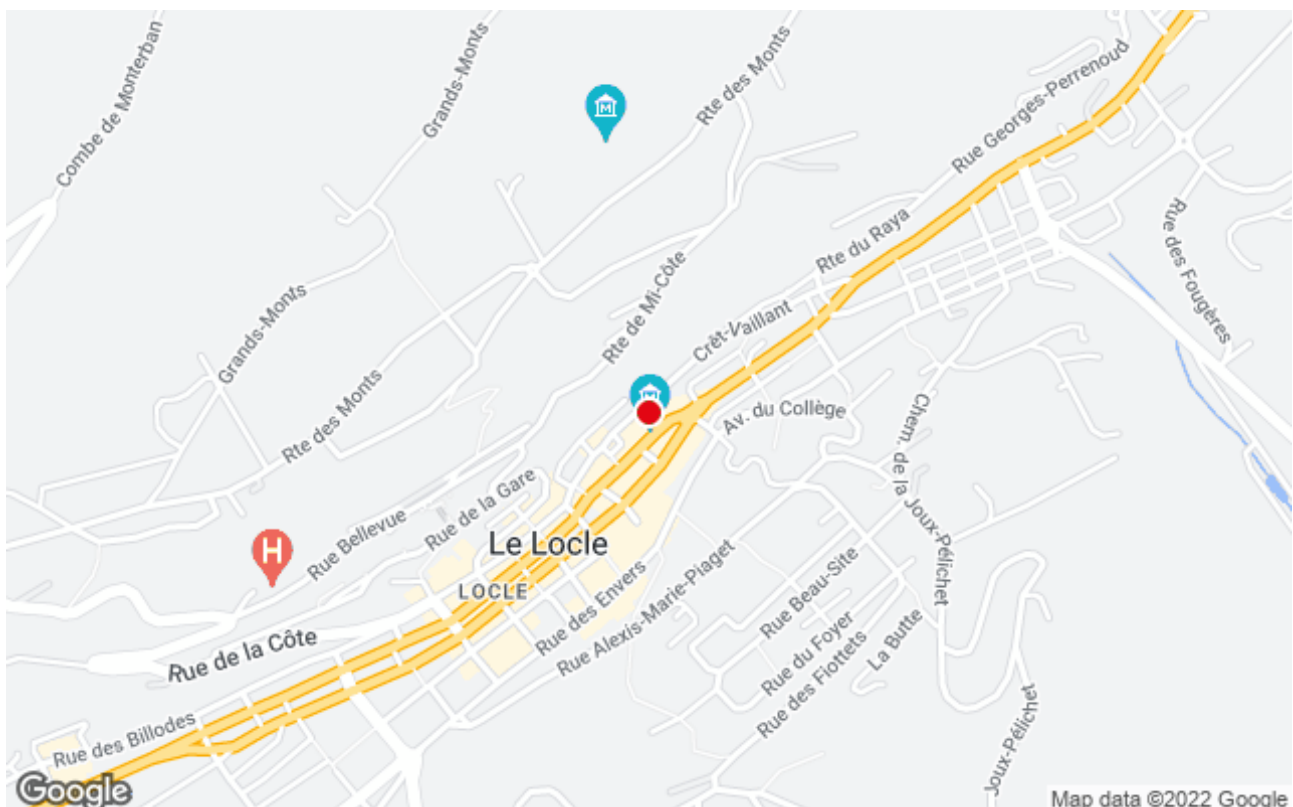 Combe de Monterban
Grands-Monts
Rte des Monts
Rue Georges-Perrenoud
M
Rue des Fougères
Rte du Raya
Grands-Monts
Rte de Mi-Côte
Crêt-Vaillant
M
Rte des Monts
Av. du Collège
Chem. de la Joux-Pélichet
Rue de la Gare
Rue Bellevue
H
Le Locle
LOCLE
Rue des Envers
Rue Alexis-Marie-Piaget
Rue Beau-Site
Rue du Foyer
La Butte
Rue des Fiottets
Rue de la Côte
Rue des Billodes
Joux-Pélichet
Google
Map data ©2022 Google